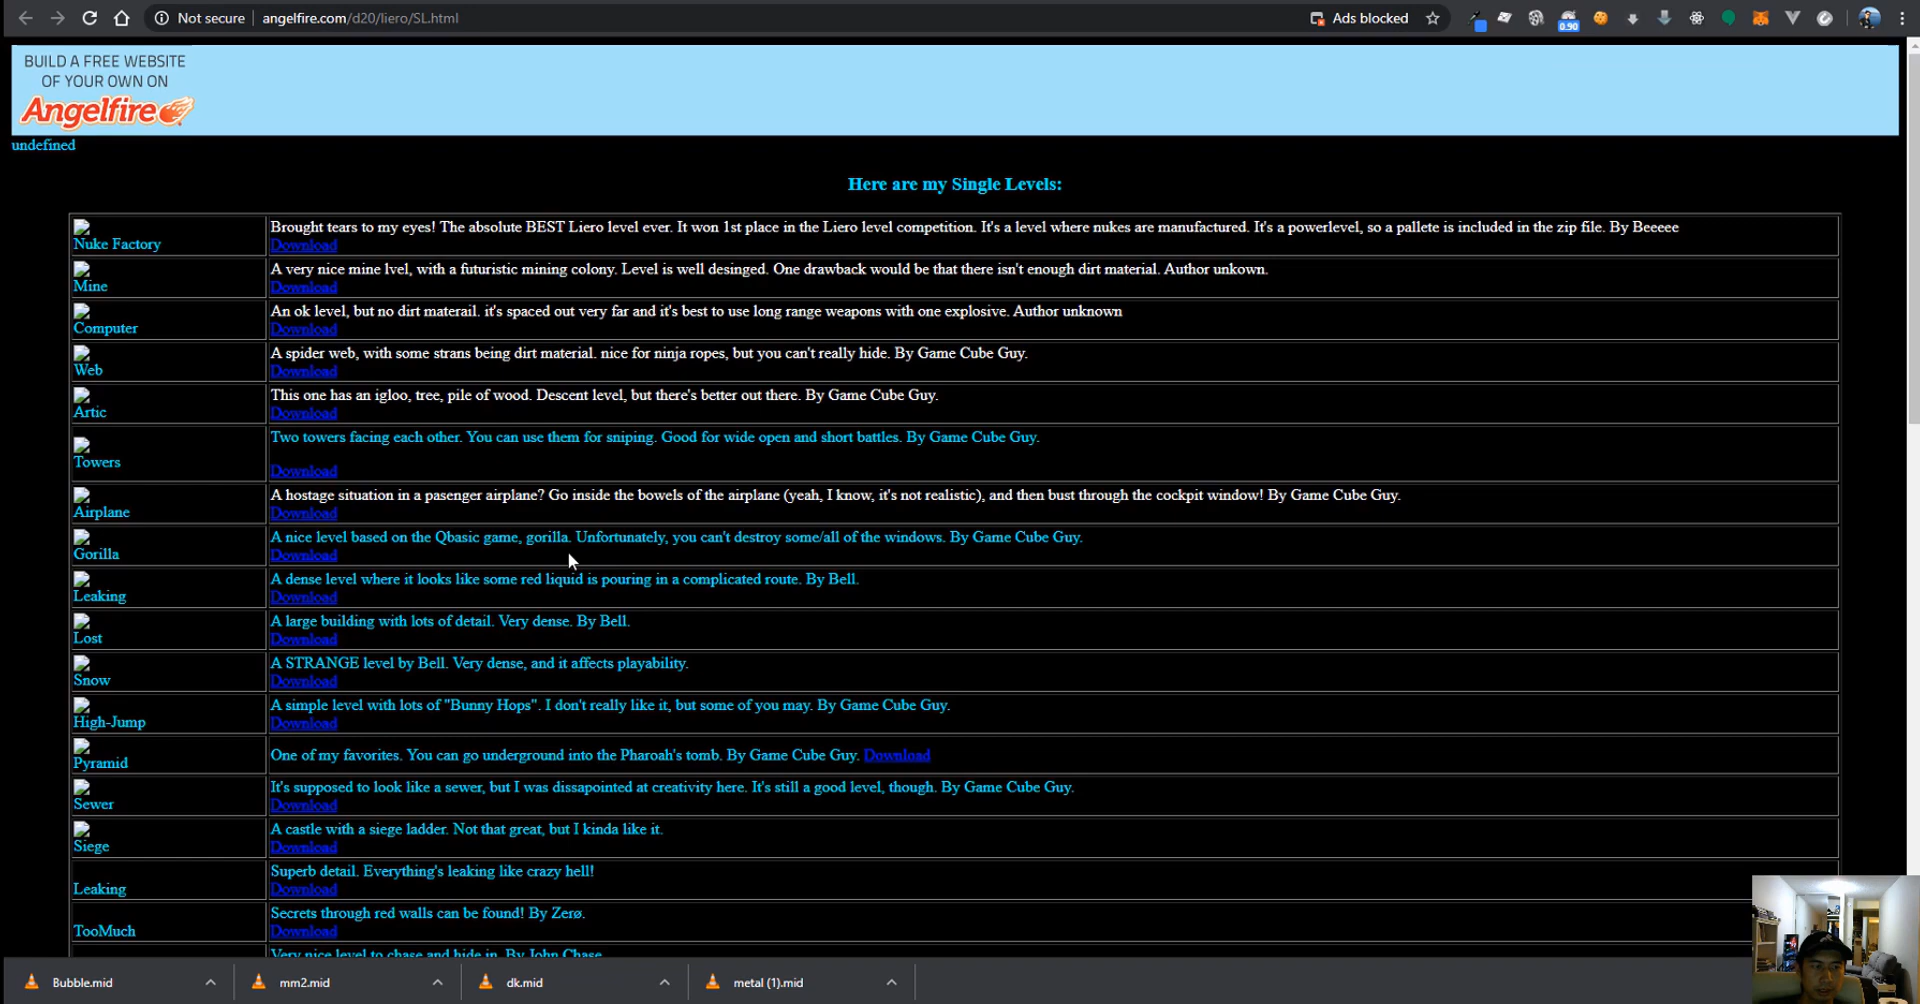 Not secure | angelfire.com/d20/liero/SL.html
Ads blocked
0.90
BUILD A FREE WEBSITE
OF YOUR OWN ON
Angelfire
undefined
Here are my Single Levels:
Nuke Factory
Brought tears to my eyes! The absolute BEST Liero level ever. It won 1st place in the Liero level competition. It's a level where nukes are manufactured. It's a powerlevel, so a pallete is included in the zip file. By Beeeee
Download
Mine
A very nice mine lvel, with a futuristic mining colony. Level is well desinged. One drawback would be that there isn't enough dirt material. Author unkown.
Download
Computer
An ok level, but no dirt materail. it's spaced out very far and it's best to use long range weapons with one explosive. Author unknown
Download
Web
A spider web, with some strans being dirt material. nice for ninja ropes, but you can't really hide. By Game Cube Guy.
Download
Artic
This one has an igloo, tree, pile of wood. Descent level, but there's better out there. By Game Cube Guy.
Download
Towers
Two towers facing each other. You can use them for sniping. Good for wide open and short battles. By Game Cube Guy.
Download
Airplane
A hostage situation in a pasenger airplane? Go inside the bowels of the airplane (yeah, I know, it's not realistic), and then bust through the cockpit window! By Game Cube Guy.
Download
Gorilla
A nice level based on the Qbasic game, gorilla. Unfortunately, you can't destroy some/all of the windows. By Game Cube Guy.
Download
Leaking
A dense level where it looks like some red liquid is pouring in a complicated route. By Bell.
Download
Lost
A large building with lots of detail. Very dense. By Bell.
Download
Snow
A STRANGE level by Bell. Very dense, and it affects playability.
Download
High-Jump
A simple level with lots of "Bunny Hops". I don't really like it, but some of you may. By Game Cube Guy.
Download
Pyramid
One of my favorites. You can go underground into the Pharoah's tomb. By Game Cube Guy. Download
Sewer
It's supposed to look like a sewer, but I was dissapointed at creativity here. It's still a good level, though. By Game Cube Guy.
Download
Siege
A castle with a siege ladder. Not that great, but I kinda like it.
Download
Leaking
Superb detail. Everything's leaking like crazy hell!
Download
TooMuch
Secrets through red walls can be found! By Zerø.
Download
Very nice level to chase and hide in. By John Chase
Bubble.mid
mm2.mid
dk.mid
metal (1).mid